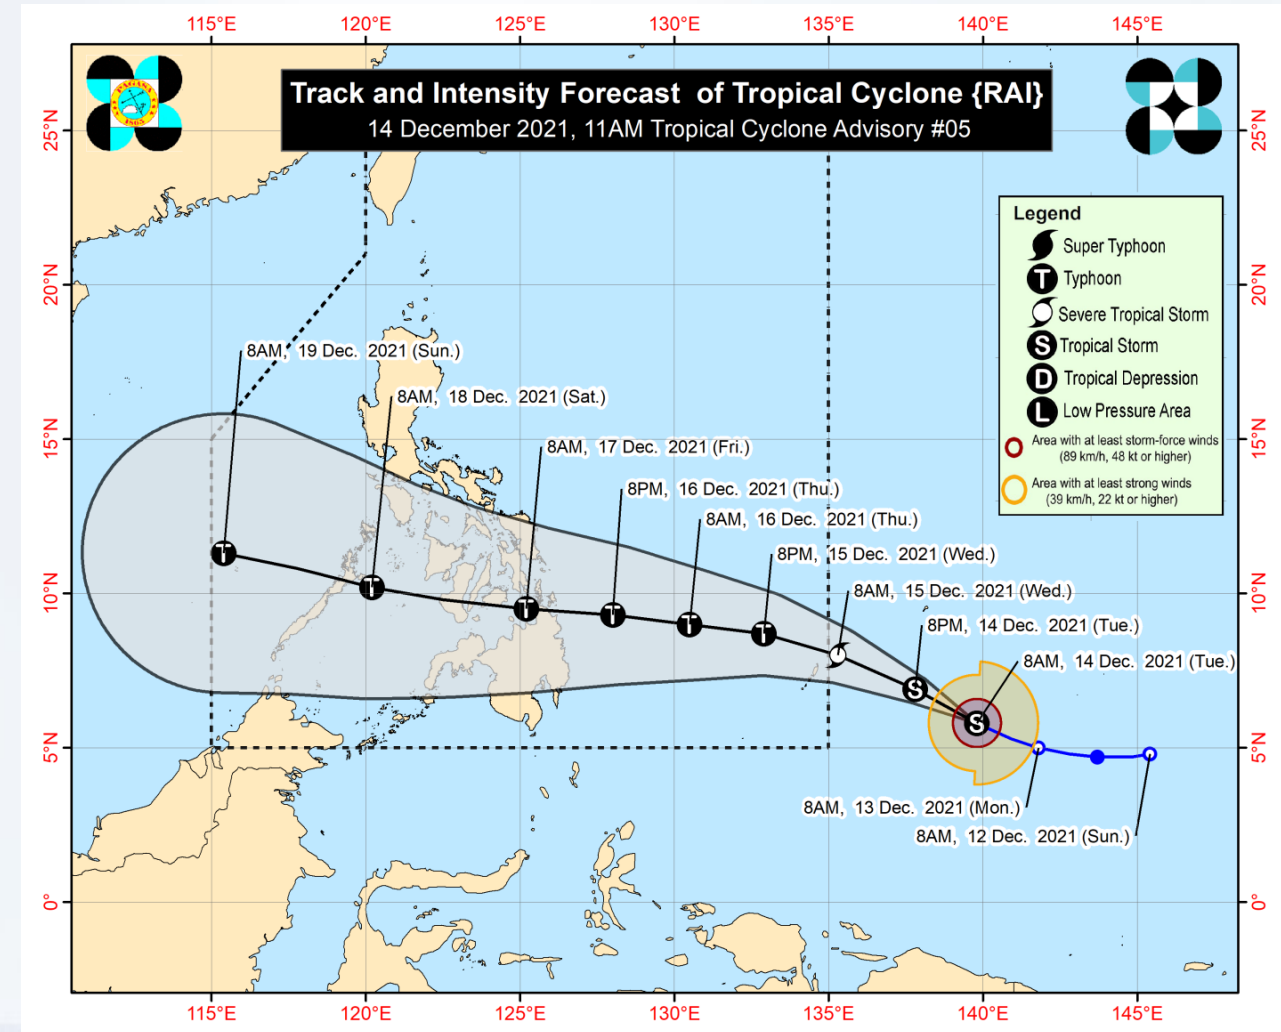 115°E 120°E 125°E 130°E 135°E 140°E 145°E
Track and Intensity Forecast of Tropical Cyclone {RAI}
14 December 2021, 11AM Tropical Cyclone Advisory #05
PAGASA
1865
25°N
25°N
Legend
Super Typhoon
T Typhoon
Severe Tropical Storm
S Tropical Storm
D Tropical Depression
L Low Pressure Area
Area with at least storm-force winds
(89 km/h, 48 kt or higher)
Area with at least strong winds
(39 km/h, 22 kt or higher)
20°N
20°N
8AM, 19 Dec. 2021 (Sun.)
8AM, 18 Dec. 2021 (Sat.)
15°N
15°N
8AM, 17 Dec. 2021 (Fri.)
8PM, 16 Dec. 2021 (Thu.)
8AM, 16 Dec. 2021 (Thu.)
8PM, 15 Dec. 2021 (Wed.)
8AM, 15 Dec. 2021 (Wed.)
8PM, 14 Dec. 2021 (Tue.)
8AM, 14 Dec. 2021 (Tue.)
10°N
10°N
T T T T T T S S
5°N
5°N
8AM, 13 Dec. 2021 (Mon.)
8AM, 12 Dec. 2021 (Sun.)
0°
0°
115°E 120°E 125°E 130°E 135°E 140°E 145°E